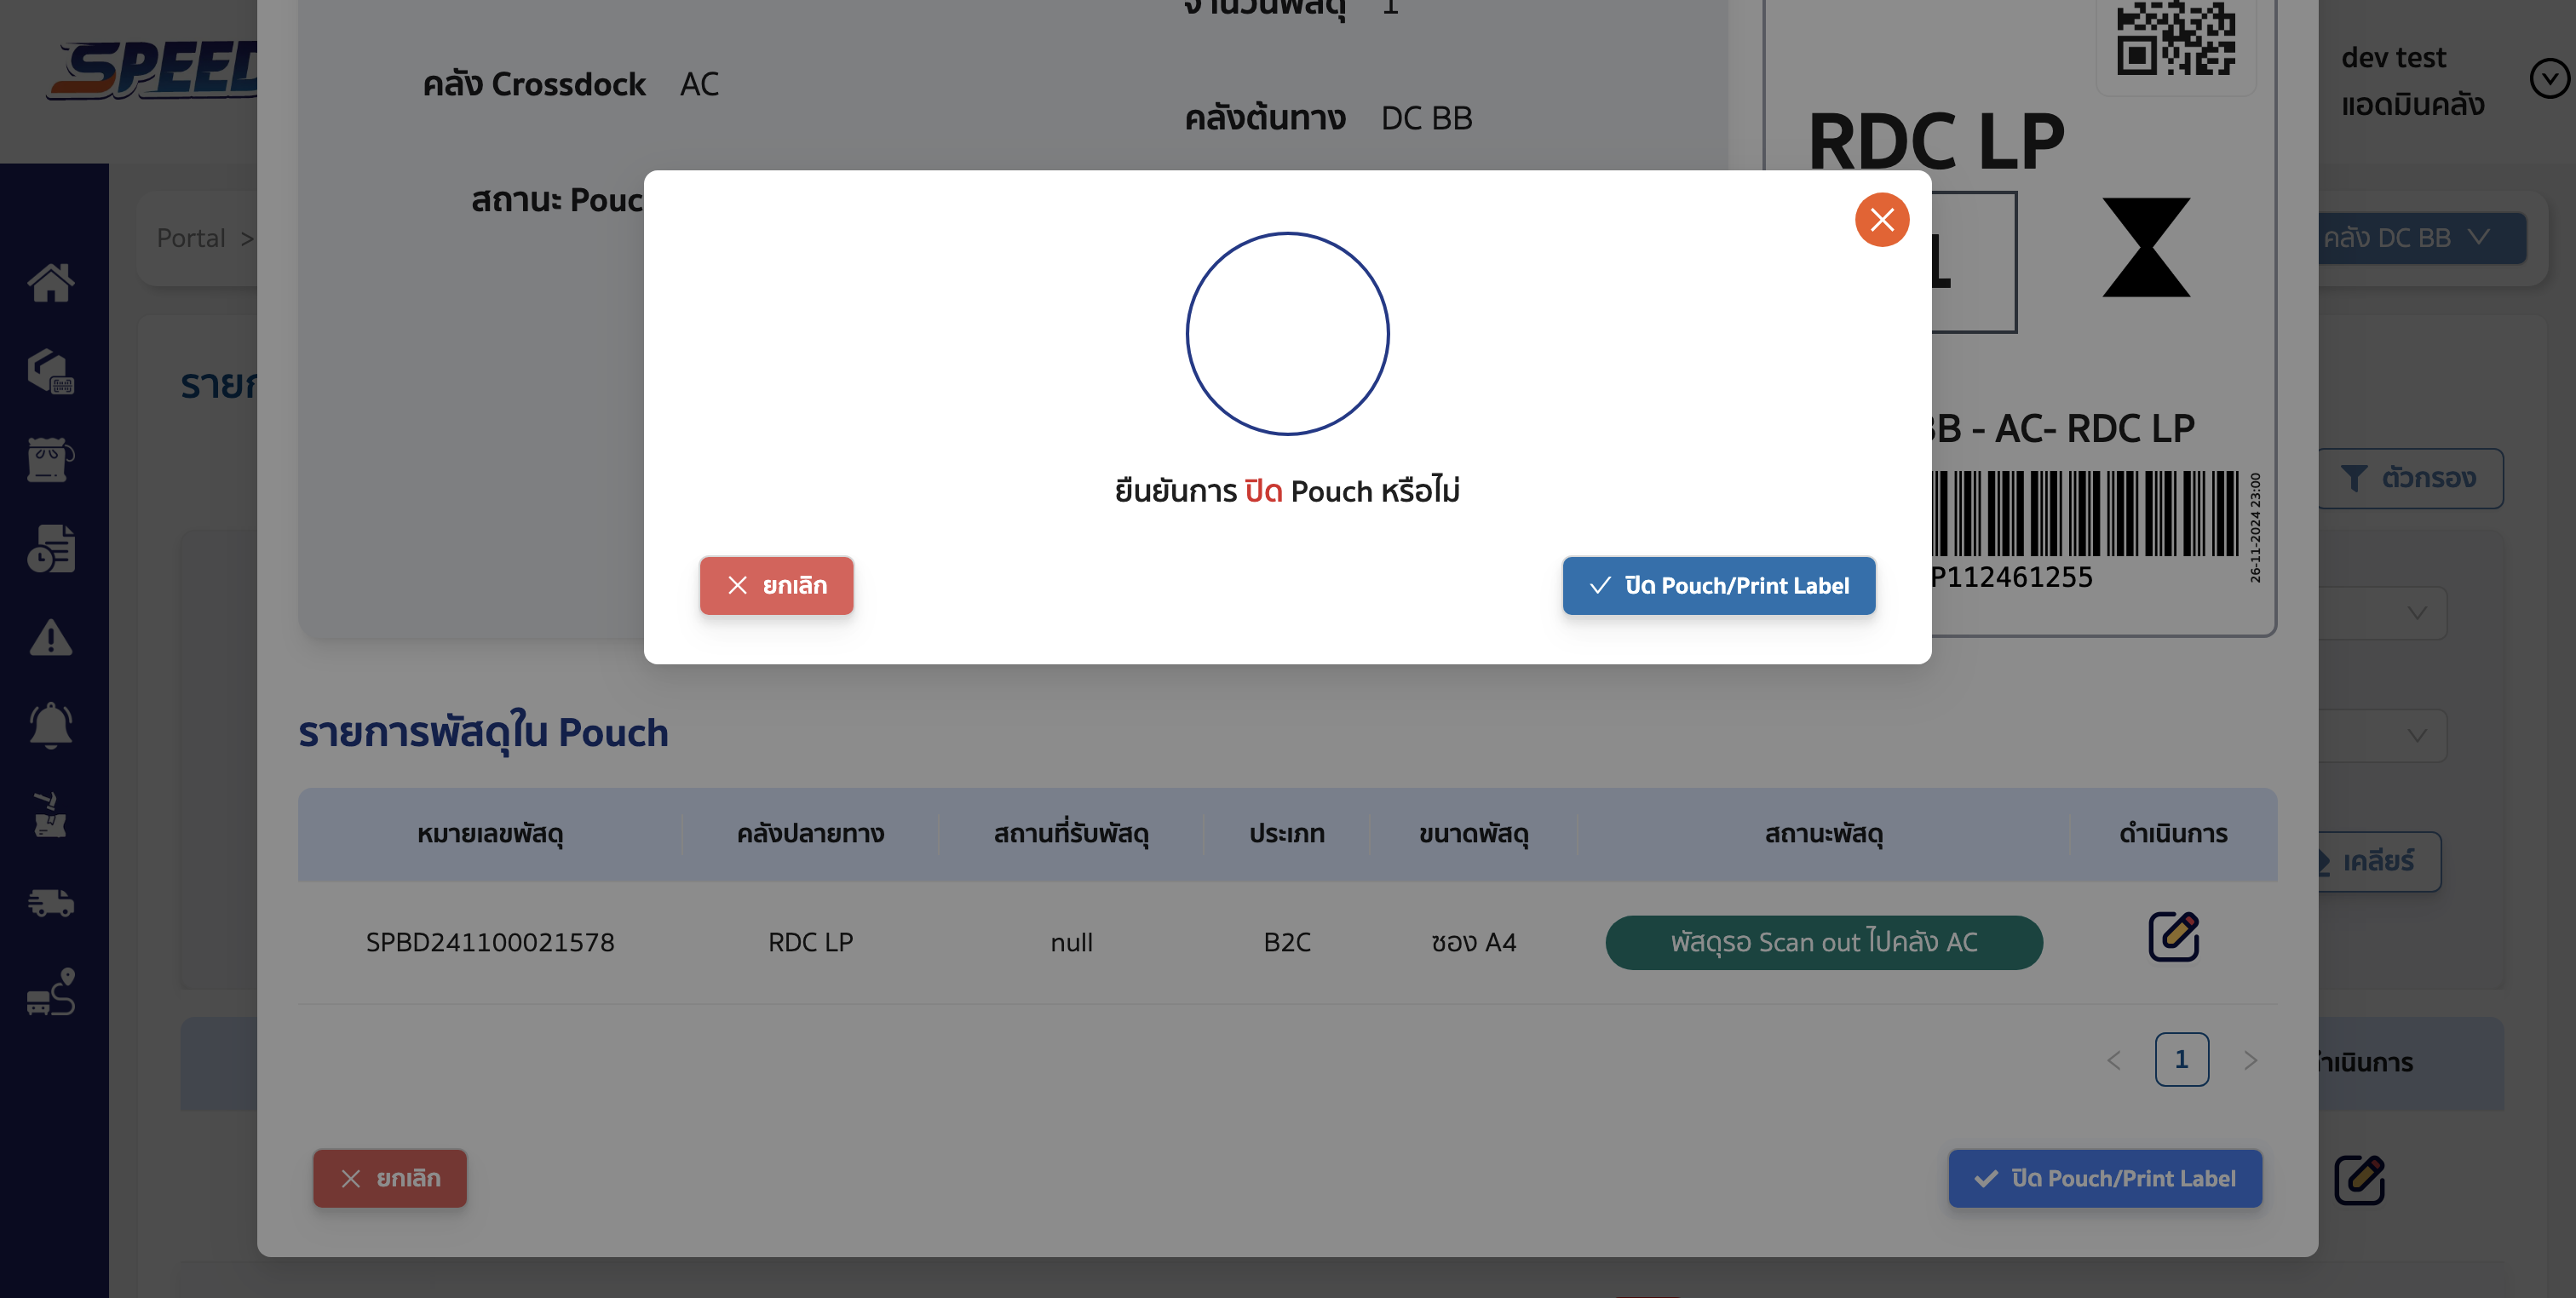 SPEED
dev test
แอดมินคลัง
Portal >
คลัง DC BB
รายก
ตัวกรอง
เคลียร์
จำนวนพัสดุ 1
คลัง Crossdock AC
คลังต้นทาง DC BB
สถานะ Pouc
RDC LP
1
BB - AC- RDC LP
26-11-2024 23:00
P112461255
ยืนยันการ ปิด Pouch หรือไม่
ยกเลิก
ปิด Pouch/Print Label
รายการพัสดุใน Pouch
หมายเลขพัสดุ คลังปลายทาง สถานที่รับพัสดุ ประเภท ขนาดพัสดุ สถานะพัสดุ ดำเนินการ
SPBD241100021578 RDC LP null B2C ซอง A4 พัสดุรอ Scan out ไปคลัง AC
1
ดำเนินการ
ยกเลิก
ปิด Pouch/Print Label